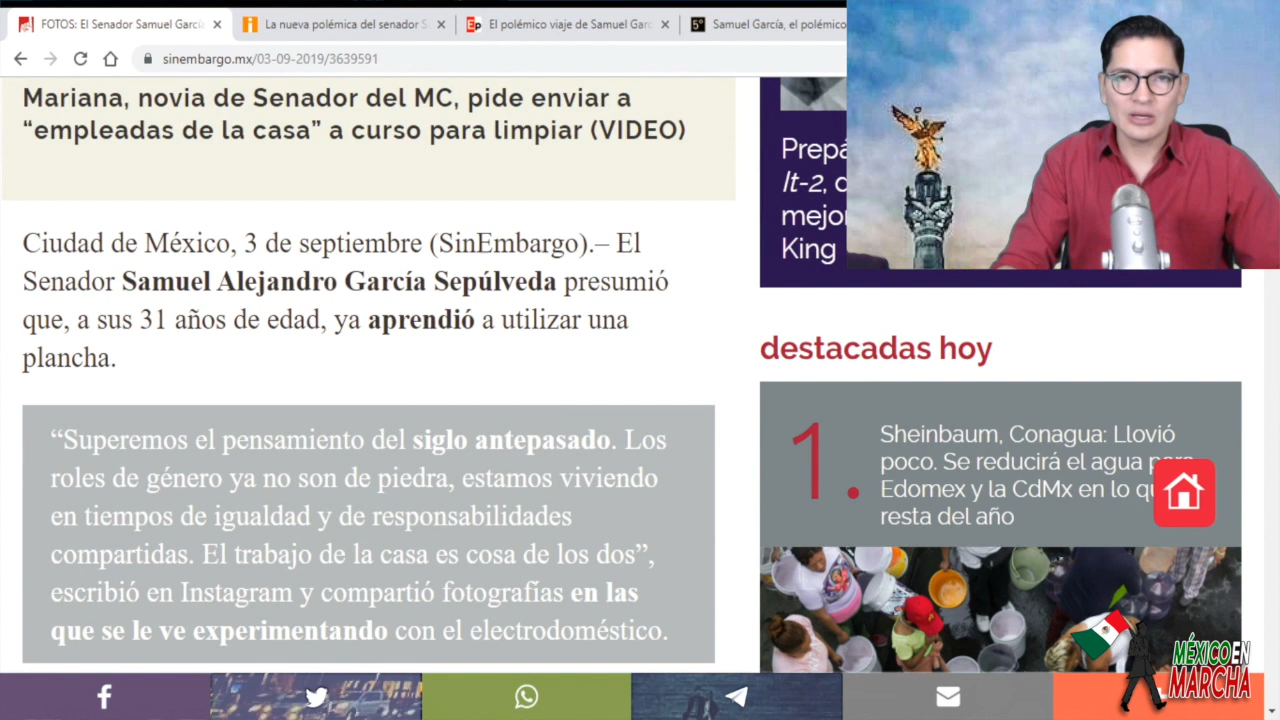 FOTOS: El Senador Samuel Garcí
La nueva polémica del senador S
Ep
El polémico viaje de Samuel Garc
5º
Samuel García, el polémico
sinembargo.mx/03-09-2019/3639591
Mariana, novia de Senador del MC, pide enviar a
“empleadas de la casa” a curso para limpiar (VIDEO)
Ciudad de México, 3 de septiembre (SinEmbargo).– El
Senador Samuel Alejandro García Sepúlveda presumió
que, a sus 31 años de edad, ya aprendió a utilizar una
plancha.
“Superemos el pensamiento del siglo antepasado. Los
roles de género ya no son de piedra, estamos viviendo
en tiempos de igualdad y de responsabilidades
compartidas. El trabajo de la casa es cosa de los dos”,
escribió en Instagram y compartió fotografías en las
que se le ve experimentando con el electrodoméstico.
Prepá
It-2, c
mejor
King
destacadas hoy
1.
Sheinbaum, Conagua: Llovió
poco. Se reducirá el agua para
Edomex y la CdMx en lo qu
resta del año
MÉXICO EN
MARCHA